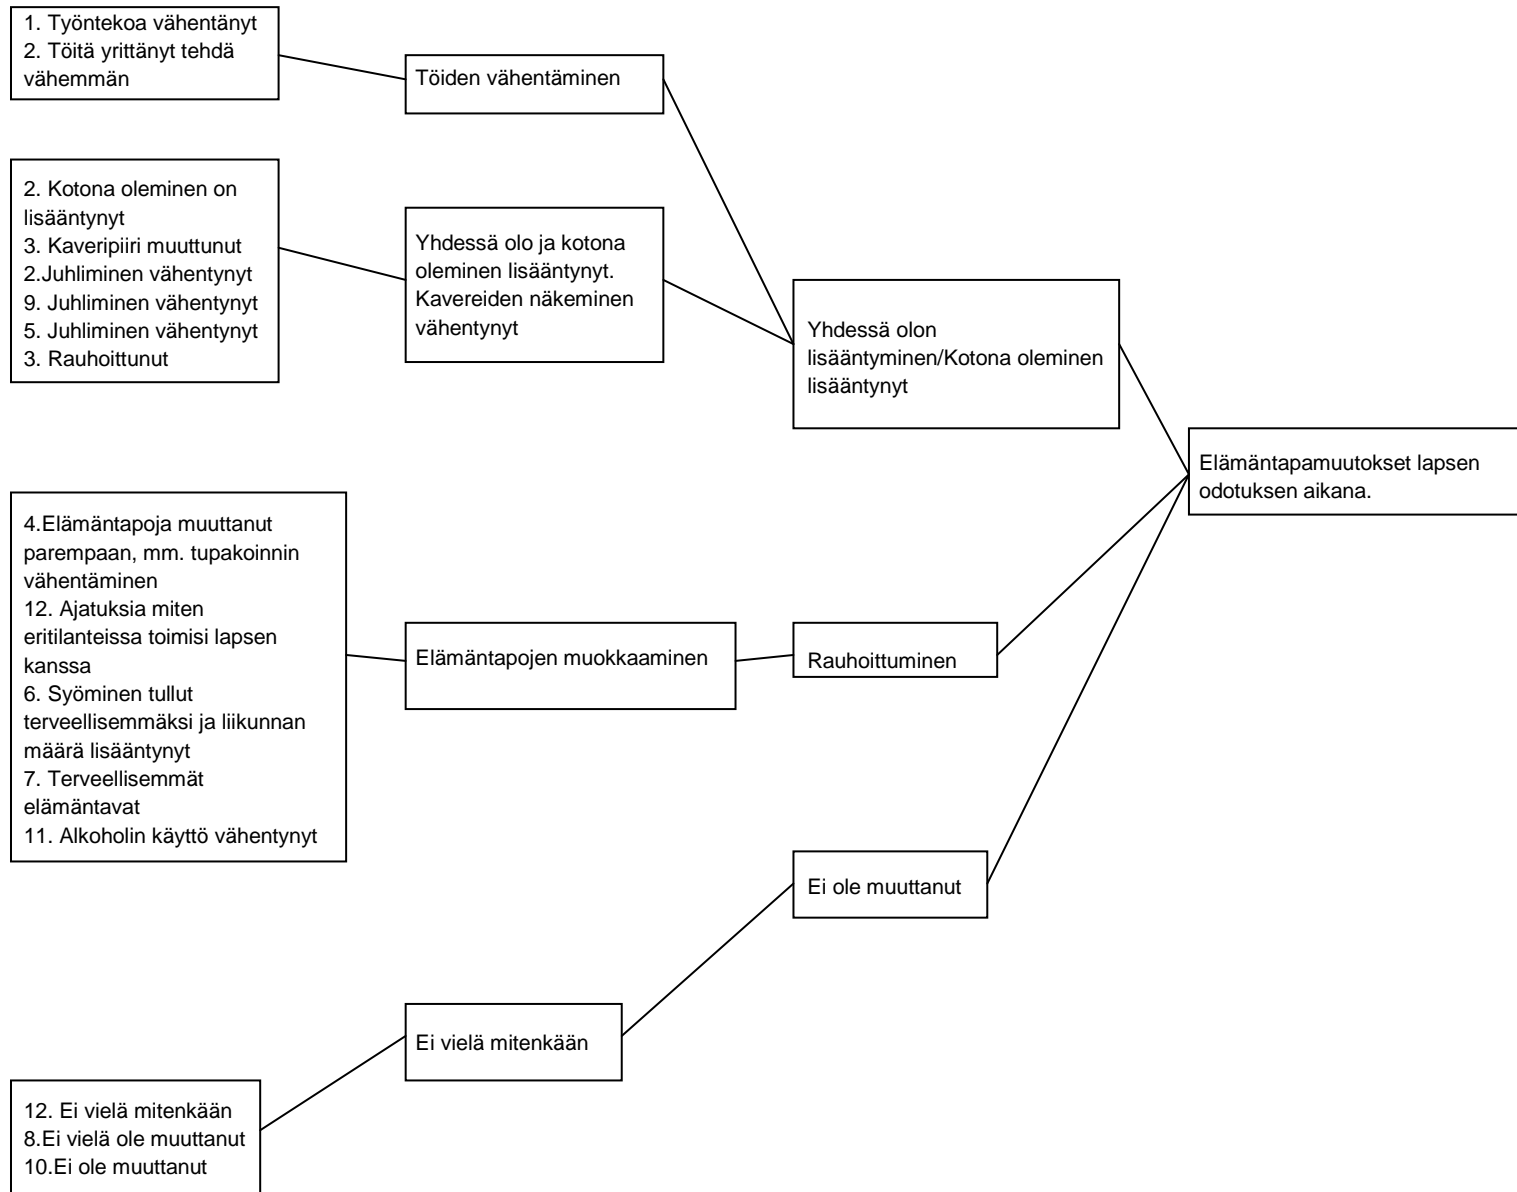 1. Työntekoa vähentänyt
2. Töitä yrittänyt tehdä
vähemmän
Töiden vähentäminen
2. Kotona oleminen on
lisääntynyt
3. Kaveripiiri muuttunut
2.Juhliminen vähentynyt
9. Juhliminen vähentynyt
5. Juhliminen vähentynyt
3. Rauhoittunut
Yhdessä olo ja kotona
oleminen lisääntynyt.
Kavereiden näkeminen
vähentynyt
Yhdessä olon
lisääntyminen/Kotona oleminen
lisääntynyt
Elämäntapamuutokset lapsen
odotuksen aikana.
4.Elämäntapoja muuttanut
parempaan, mm. tupakoinnin
vähentäminen
12. Ajatuksia miten
eritilanteissa toimisi lapsen
kanssa
6. Syöminen tullut
terveellisemmäksi ja liikunnan
määrä lisääntynyt
7. Terveellisemmät
elämäntavat
11. Alkoholin käyttö vähentynyt
Elämäntapojen muokkaaminen
Rauhoittuminen
Ei ole muuttanut
Ei vielä mitenkään
12. Ei vielä mitenkään
8.Ei vielä ole muuttanut
10.Ei ole muuttanut